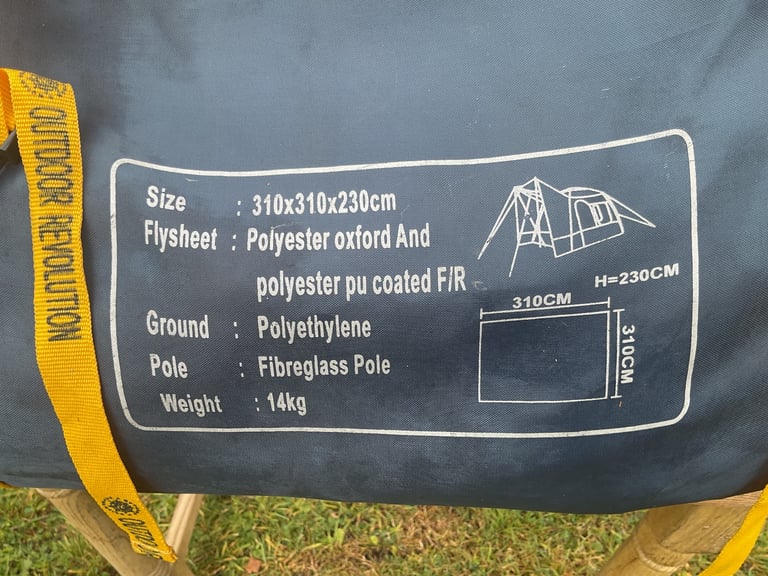 OUTDOOR REVOLUTION
Size : 310x310x230cm
Flysheet : Polyester oxford And
polyester pu coated F/R
Ground : Polyethylene
Pole : Fibreglass Pole
Weight : 14kg
H=230CM
310CM
310CM